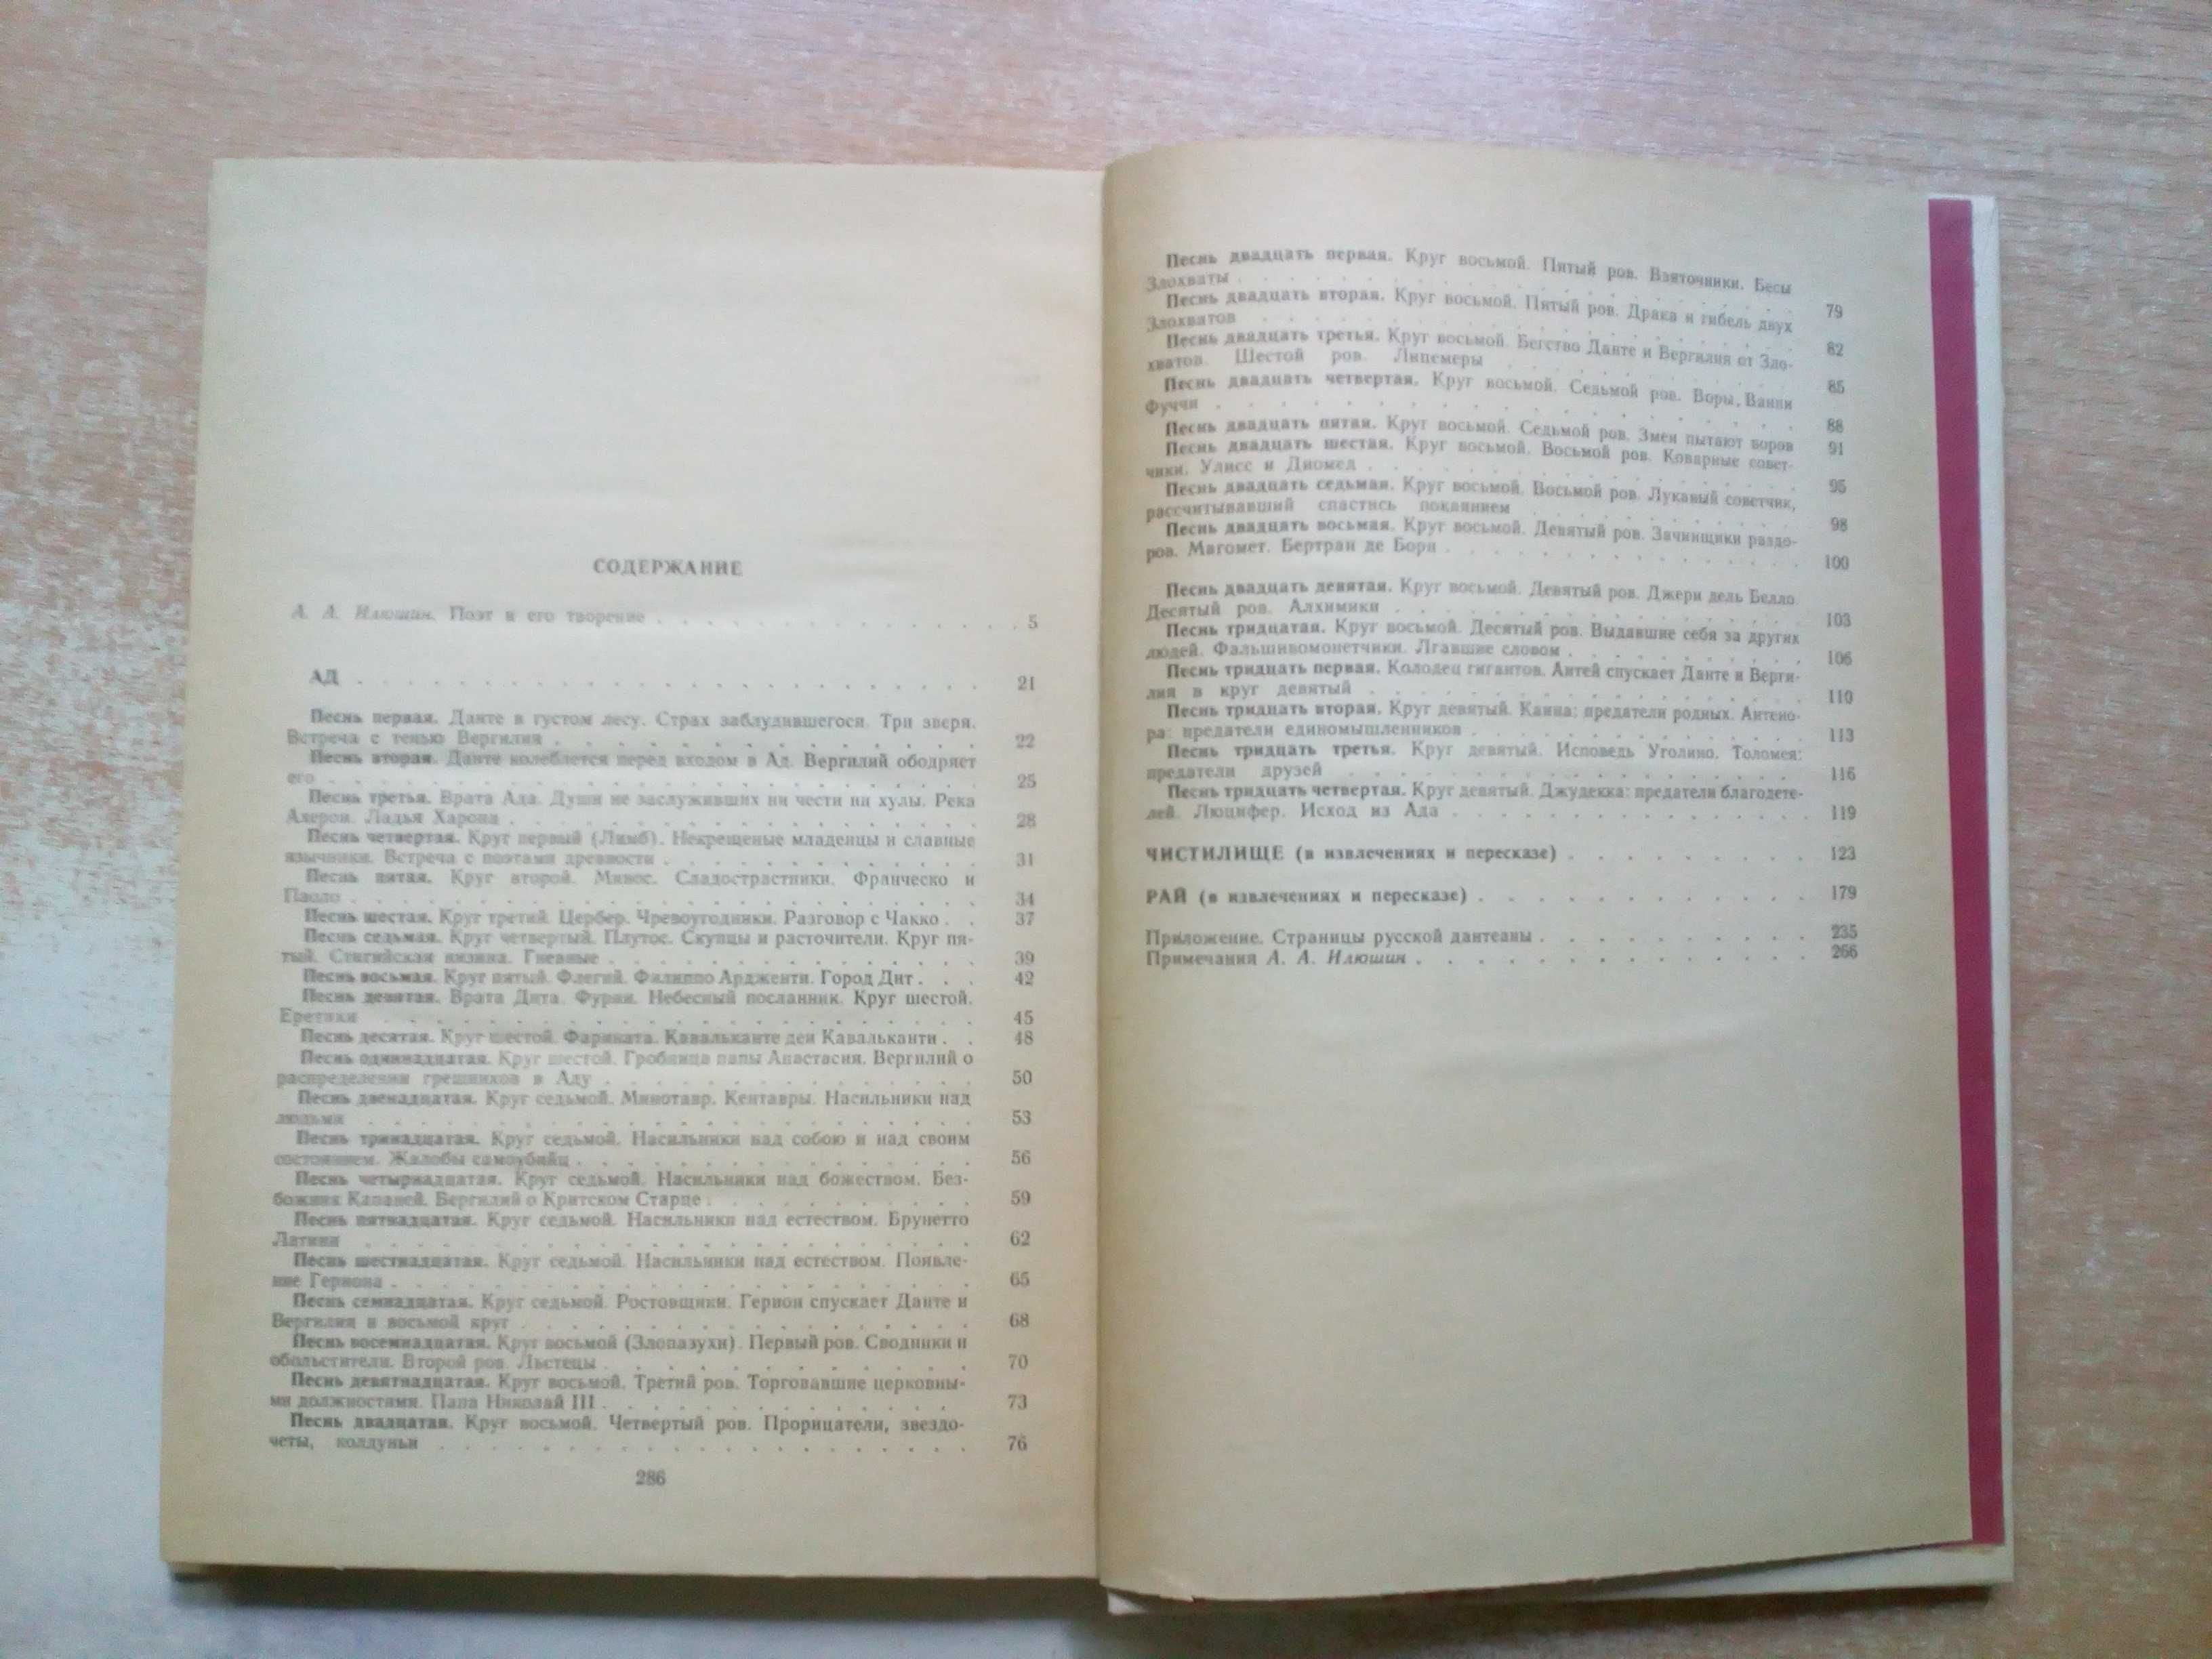 СОДЕРЖАНИЕ
А. А. Илюшин. Поэт и его творение . . . . . . . . . . . . . . . 5
АД . . . . . . . . . . . . . . . . . . 21
Песнь первая. Данте в густом лесу. Страх заблудившегося. Три зверя.
Встреча с тенью Вергилия . . . . . . . . . . . 22
Песнь вторая. Данте колеблется перед входом в Ад. Вергилий ободряет
его . . . . . . . . . . . . . . . . . . 25
Песнь третья. Врата Ада. Души не заслуживших ни чести ни хулы. Река
Ахерон. Ладья Харона . . . . . . . . . . . . . 28
Песнь четвертая. Круг первый (Лимб). Некрещеные младенцы и славные
язычники. Встреча с поэтами древности . . . . . . . . . 31
Песнь пятая. Круг второй. Минос. Сладострастники. Франческо и
Паоло . . . . . . . . . . . . . . . . . 34
Песнь шестая. Круг третий. Цербер. Чревоугодники. Разговор с Чакко . . 37
Песнь седьмая. Круг четвертый. Плутос. Скупцы и расточители. Круг пя-
тый. Стигийская низина. Гневные . . . . . . . . . . 39
Песнь восьмая. Круг пятый. Флегий. Филиппо Ардженти. Город Дит . . . 42
Песнь девятая. Врата Дита. Фурии. Небесный посланник. Круг шестой.
Еретики . . . . . . . . . . . . . . . . 45
Песнь десятая. Круг шестой. Фарината. Кавальканте деи Кавальканти . . 48
Песнь одиннадцатая. Круг шестой. Гробница папы Анастасия. Вергилий о
распределении грешников в Аду . . . . . . . . . . 50
Песнь двенадцатая. Круг седьмой. Минотавр. Кентавры. Насильники над
людьми . . . . . . . . . . . . . . . . 53
Песнь тринадцатая. Круг седьмой. Насильники над собою и над своим
состоянием. Жалобы самоубийц . . . . . . . . . . . 56
Песнь четырнадцатая. Круг седьмой. Насильники над божеством. Без-
божник Капаней. Вергилий о Критском Старце . . . . . . . . 59
Песнь пятнадцатая. Круг седьмой. Насильники над естеством. Брунетто
Латини . . . . . . . . . . . . . . . . 62
Песнь шестнадцатая. Круг седьмой. Насильники над естеством. Появле-
ние Гериона . . . . . . . . . . . . . . . 65
Песнь семнадцатая. Круг седьмой. Ростовщики. Герион спускает Данте и
Вергилия в восьмой круг . . . . . . . . . . . . 68
Песнь восемнадцатая. Круг восьмой (Злопазухи). Первый ров. Сводники и
обольстители. Второй ров. Льстецы . . . . . . . . . . 70
Песнь девятнадцатая. Круг восьмой. Третий ров. Торговавшие церковны-
ми должностями. Папа Николай III . . . . . . . . . . 73
Песнь двадцатая. Круг восьмой. Четвертый ров. Прорицатели, звездо-
четы, колдуньи . . . . . . . . . . . . . . 76
286
Песнь двадцать первая. Круг восьмой. Пятый ров. Взяточники. Бесы
Злохваты . . . . . . . . . . . . . . . . 79
Песнь двадцать вторая. Круг восьмой. Пятый ров. Драка и гибель двух
Злохватов . . . . . . . . . . . . . . . . 82
Песнь двадцать третья. Круг восьмой. Бегство Данте и Вергилия от Зло-
хватов. Шестой ров. Лицемеры . . . . . . . . . . 85
Песнь двадцать четвертая. Круг восьмой. Седьмой ров. Воры. Ванни
Фуччи . . . . . . . . . . . . . . . . . 88
Песнь двадцать пятая. Круг восьмой. Седьмой ров. Змеи пытают воров 91
Песнь двадцать шестая. Круг восьмой. Восьмой ров. Коварные совет-
чики. Улисс и Диомед . . . . . . . . . . . . . 95
Песнь двадцать седьмая. Круг восьмой. Восьмой ров. Лукавый советчик,
рассчитывавший спастись покаянием . . . . . . . . . 98
Песнь двадцать восьмая. Круг восьмой. Девятый ров. Зачинщики раздо-
ров. Магомет. Бертран де Борн . . . . . . . . . . . 100
Песнь двадцать девятая. Круг восьмой. Девятый ров. Джери дель Белло.
Десятый ров. Алхимики . . . . . . . . . . . . . 103
Песнь тридцатая. Круг восьмой. Десятый ров. Выдавшие себя за других
людей. Фальшивомонетчики. Лгавшие словом . . . . . . . . 106
Песнь тридцать первая. Колодец гигантов. Антей спускает Данте и Верги-
лия в круг девятый . . . . . . . . . . . . . 110
Песнь тридцать вторая. Круг девятый. Каина: предатели родных. Антено-
ра: предатели единомышленников . . . . . . . . . . 113
Песнь тридцать третья. Круг девятый. Исповедь Уголино. Толомея:
предатели друзей . . . . . . . . . . . . . . 116
Песнь тридцать четвертая. Круг девятый. Джудекка: предатели благодете-
лей. Люцифер. Исход из Ада . . . . . . . . . . . 119
ЧИСТИЛИЩЕ (в извлечениях и пересказе) . . . . . . . . . 123
РАЙ (в извлечениях и пересказе) . . . . . . . . . . . 179
Приложение. Страницы русской дантеаны . . . . . . . . . . 235
Примечания А. А. Илюшин . . . . . . . . . . . . . 266